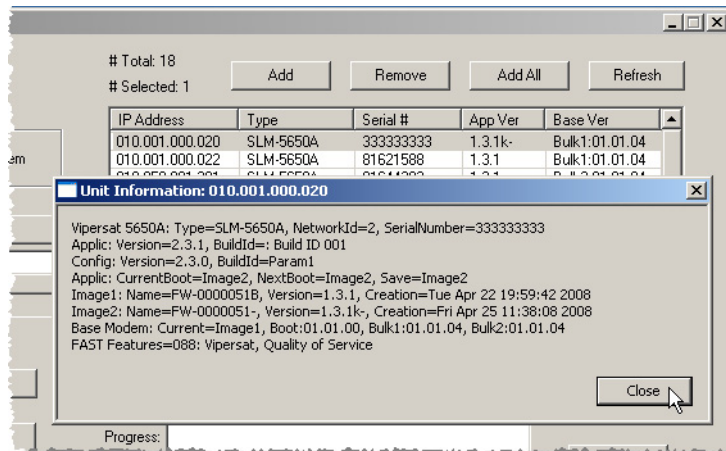 # Total: 18
# Selected: 1
Add Remove Add All Refresh
IP Address Type Serial # App Ver Base Ver
010.001.000.020 SLM-5650A 333333333 1.3.1k- Bulk1:01.01.04
em
010.001.000.022 SLM-5650A 81621588 1.3.1 Bulk1:01.01.04
Unit Information: 010.001.000.020
Vipersat 5650A: Type=SLM-5650A, NetworkId=2, SerialNumber=333333333
Applic: Version=2.3.1, BuildId=: Build ID 001
Config: Version=2.3.0, BuildId=Param1
Applic: CurrentBoot=Image2, NextBoot=Image2, Save=Image2
Image1: Name=FW-0000051B, Version=1.3.1, Creation=Tue Apr 22 19:59:42 2008
Image2: Name=FW-0000051-, Version=1.3.1k-, Creation=Fri Apr 25 11:38:08 2008
Base Modem: Current=Image1, Boot:01.01.00, Bulk1:01.01.04, Bulk2:01.01.04
FAST Features=088: Vipersat, Quality of Service
Close
Progress: